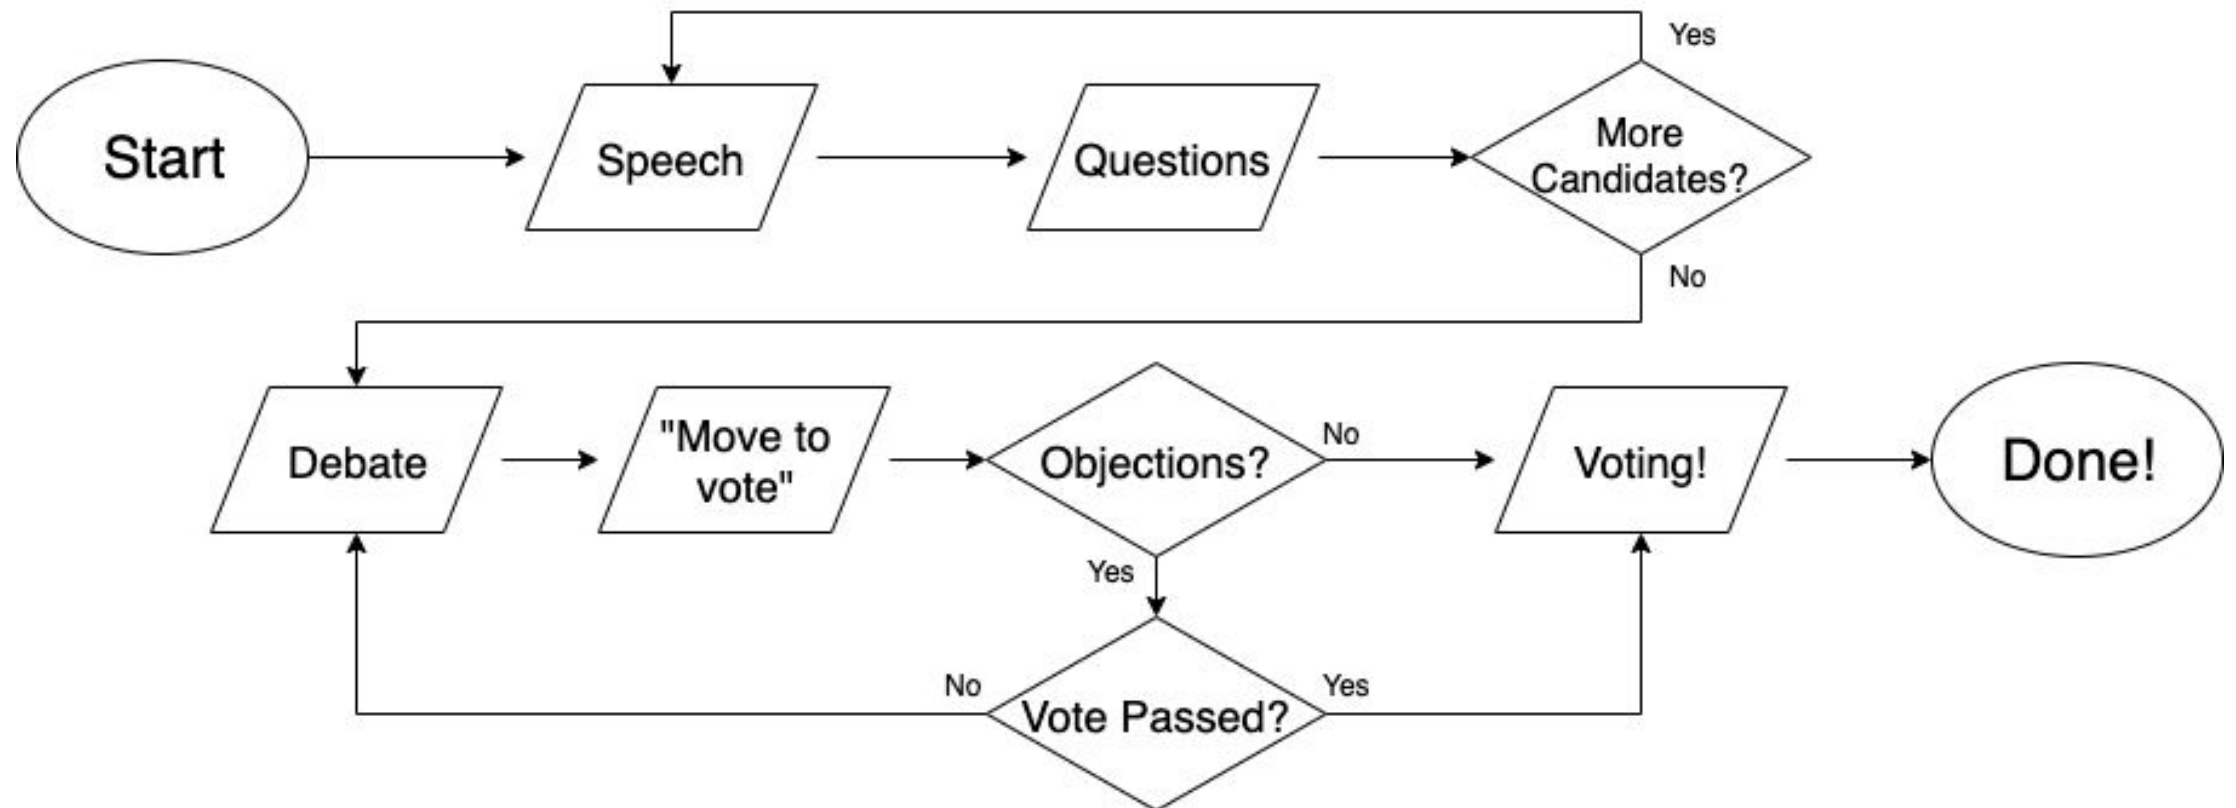 Start
Speech
Questions
More
Candidates?
Yes
No
Debate
"Move to
vote"
Objections?
No
Yes
Voting!
Done!
Vote Passed?
No
Yes